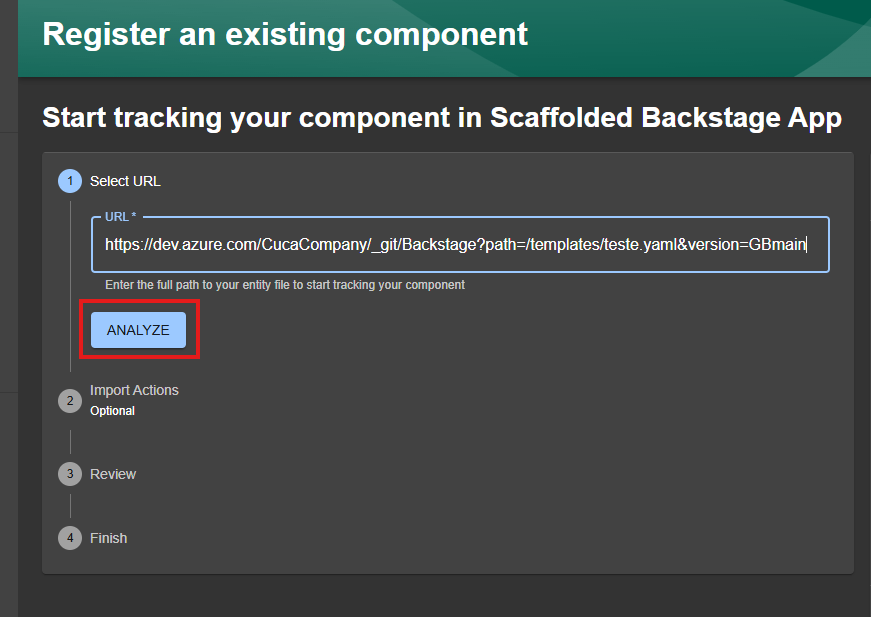 Register an existing component
Start tracking your component in Scaffolded Backstage App
1 Select URL
URL *
https://dev.azure.com/CucaCompany/_git/Backstage?path=/templates/teste.yaml&version=GBmain
Enter the full path to your entity file to start tracking your component
ANALYZE
2 Import Actions
Optional
3 Review
4 Finish